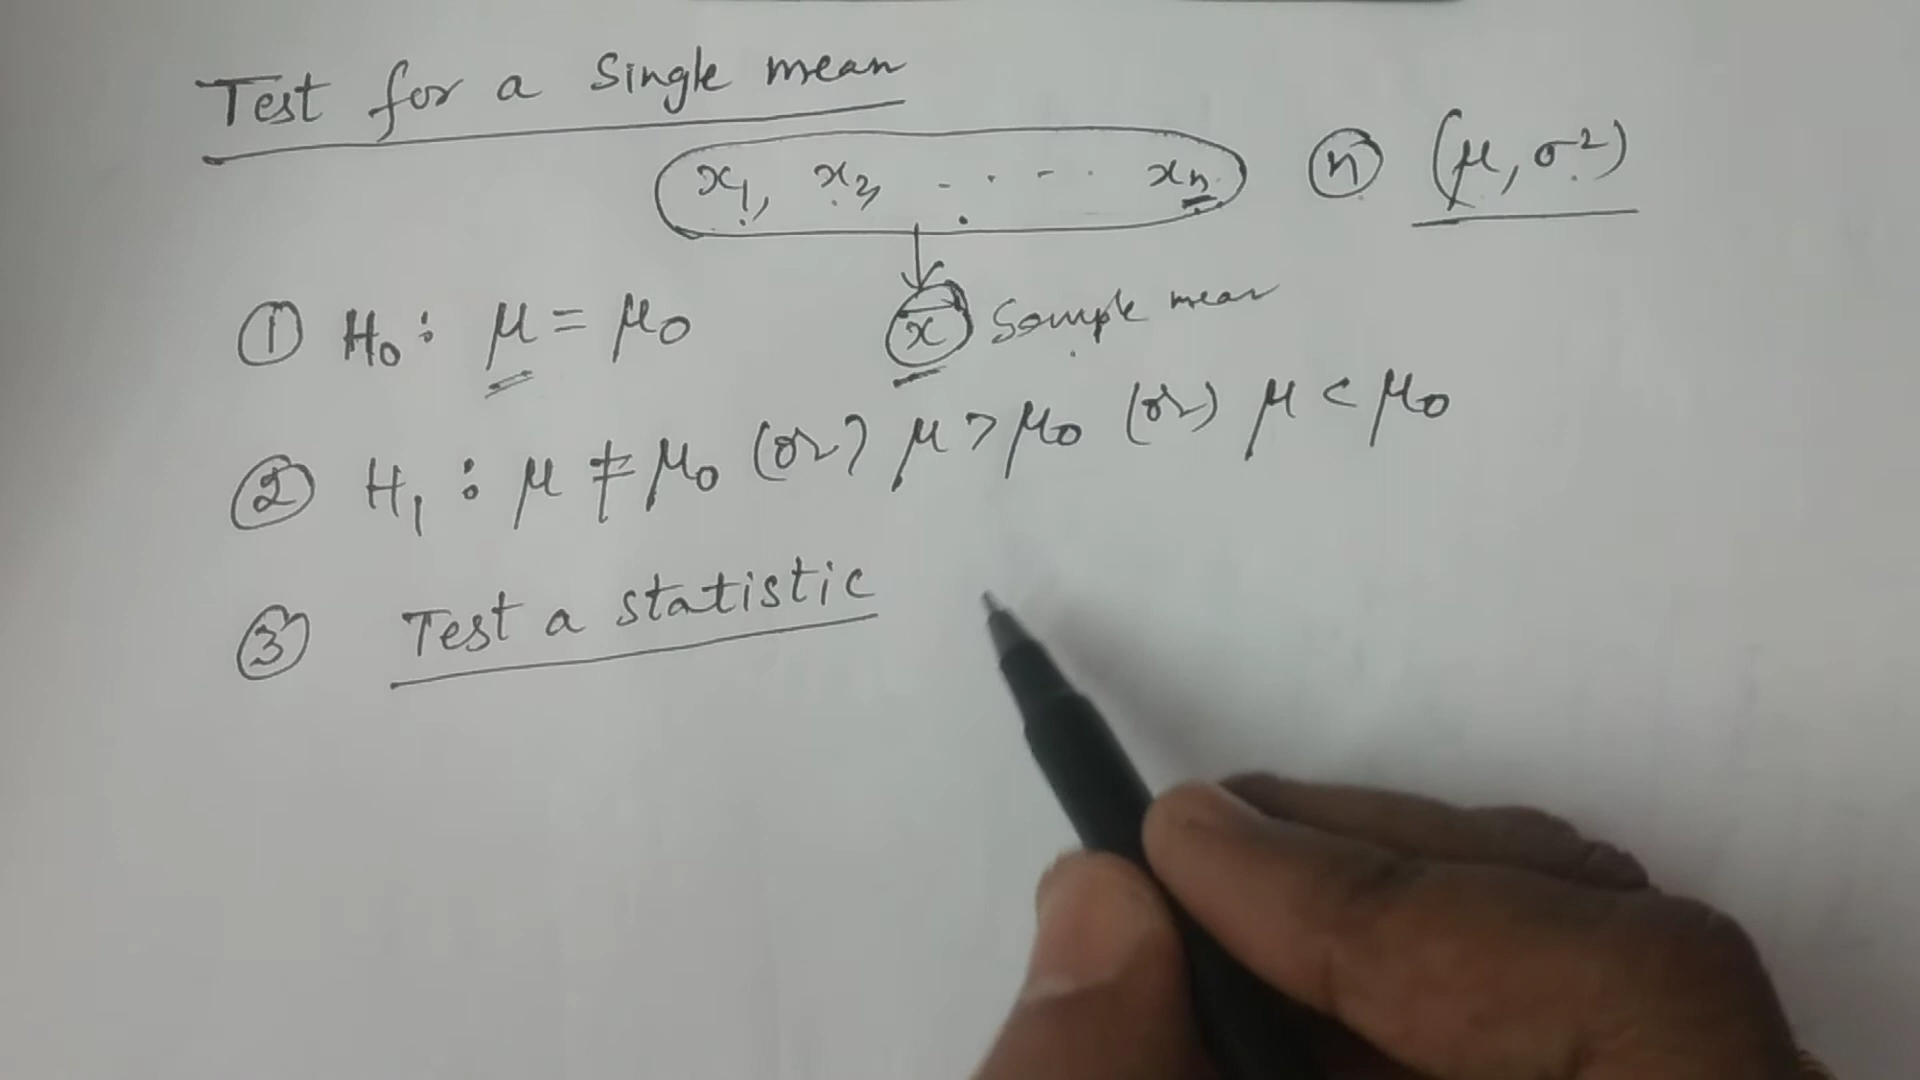 Test for a Single mean
x₁, x₂, - . - . xₙ n (μ, σ²)
① H₀ : μ = μ₀ x̄ Sample mean
② H₁ : μ ≠ μ₀ (or) μ > μ₀ (or) μ < μ₀
③ Test a statistic